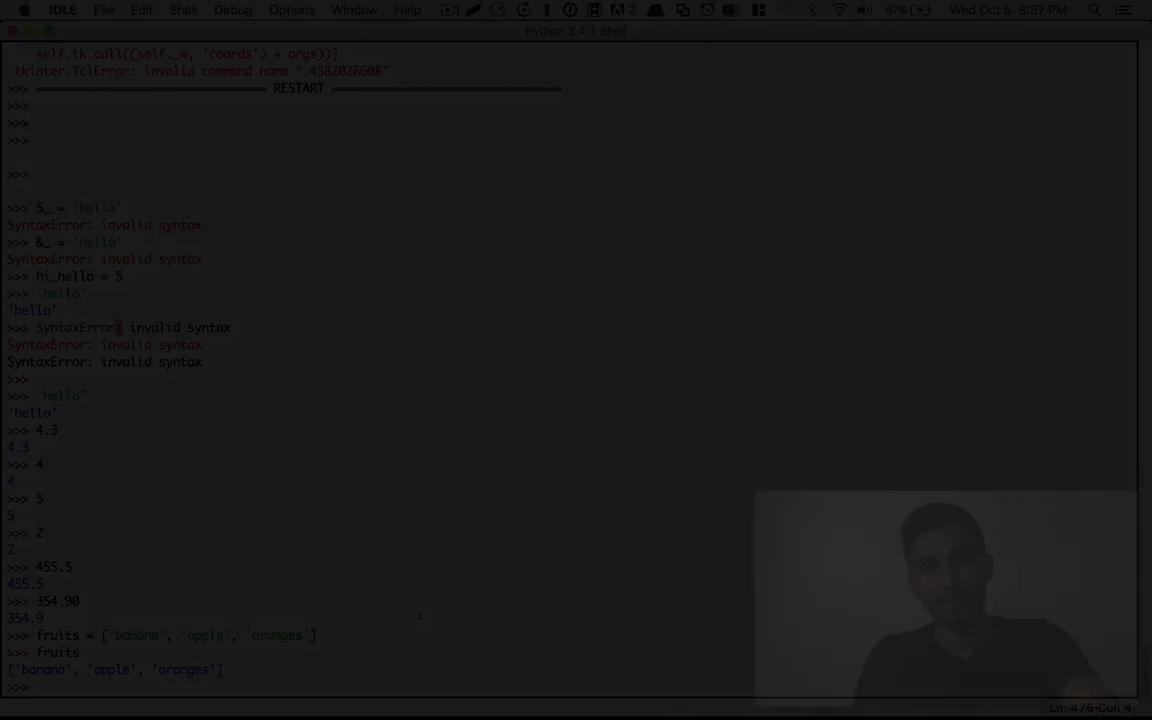 IDLE File Edit Shell Debug Options Window Help 2 67% Wed Oct 5 8:57 PM
Python 3.4.1 Shell
self.tk.call((self._w, 'coords') + args))]
_tkinter.TclError: invalid command name ".4382026608"
>>> ================================ RESTART ================================
>>>
>>>
>>>
>>>
>>> 5_ = 'hello'
SyntaxError: invalid syntax
>>> &_ = 'hello'
SyntaxError: invalid syntax
>>> hi_hello = 5
>>> 'hello'
'hello'
>>> SyntaxError: invalid syntax
SyntaxError: invalid syntax
SyntaxError: invalid syntax
>>>
>>> "hello"
'hello'
>>> 4.3
4.3
>>> 4
4
>>> 5
5
>>> 2
2
>>> 455.5
455.5
>>> 354.90
354.9
>>> fruits = ['banana', 'apple', 'oranges']
>>> fruits
['banana', 'apple', 'oranges']
>>>
Ln: 475 Col: 4